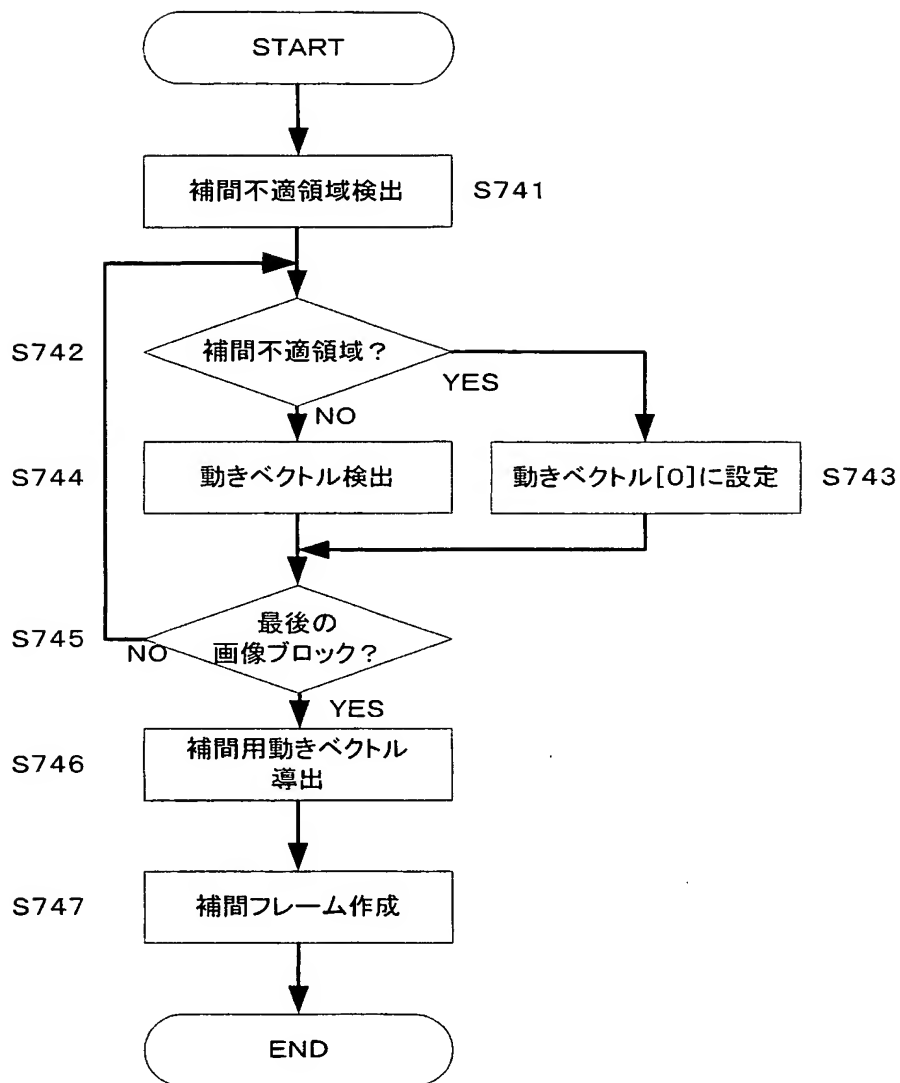 START
補間不適領域検出
S741
S742
補間不適領域?
YES
NO
S744
動きベクトル検出
動きベクトル[0]に設定
S743
S745
最後の
画像ブロック?
NO
YES
S746
補間用動きベクトル
導出
S747
補間フレーム作成
END